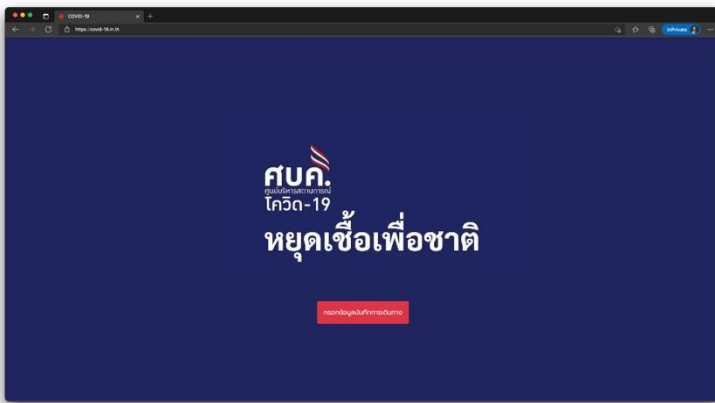 COVID-19
https://covid-19.in.th
InPrivate
ศบค.
ศูนย์บริหารสถานการณ์
โควิด-19
หยุดเชื้อเพื่อชาติ
กรอกข้อมูลบันทึกการเดินทาง